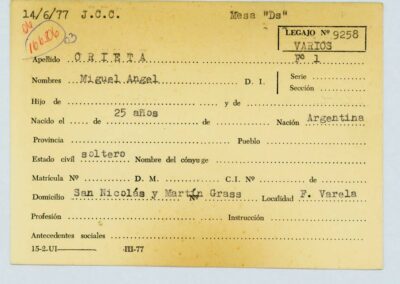 14/6/77 J.C.C. Mesa "Ds"
LEGAJO Nº 9258
VARIOS
Fº 1
Apellido ORIETA
Nombres Miguel Angel D. I. Serie
Sección
Hijo de y de
Nacido el de 25 años de Nación Argentina
Provincia Pueblo
Estado civil soltero Nombre del cónyuge
Matrícula Nº D. M. C.I. Nº de
Domicilio San Nicolás y Martín Grass Nº Localidad F. Varela
Profesión Instrucción
Antecedentes sociales
15-2.UI III-77